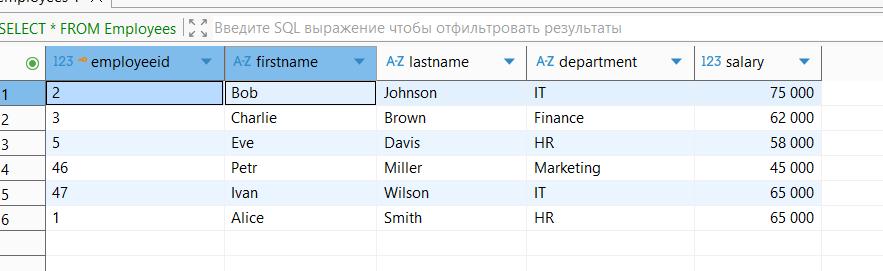 SELECT * FROM Employees Введите SQL выражение чтобы отфильтровать результаты
123 employeeid A-Z firstname A-Z lastname A-Z department 123 salary
1 2 Bob Johnson IT 75 000
2 3 Charlie Brown Finance 62 000
3 5 Eve Davis HR 58 000
4 46 Petr Miller Marketing 45 000
5 47 Ivan Wilson IT 65 000
6 1 Alice Smith HR 65 000